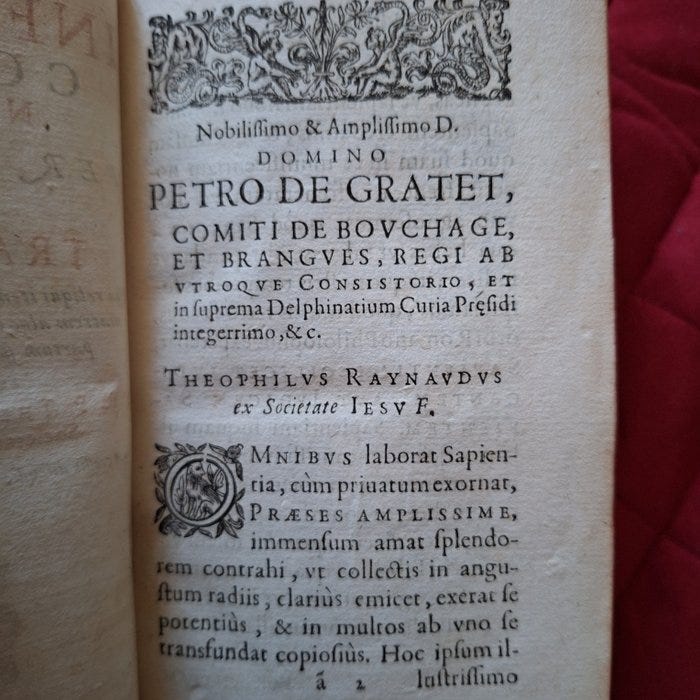 Nobiliſſimo & Ampliſſimo D.
DOMINO
PETRO DE GRATET,
COMITI DE BOVCHAGE,
ET BRANGVES, REGI AB
VTROQVE CONSISTORIO, ET
in ſuprema Delphinatium Curia Pręſidi
integerrimo, &c.
THEOPHILVS RAYNAVDVS
ex Societate IESV F.
OMNIBVS laborat Sapien-
tia, cùm priuatum exornat,
PRÆSES AMPLISSIME,
immenſum amat ſplendo-
rem contrahi, vt collectis in angu-
ſtum radiis, clariùs emicet, exerat ſe
potentiùs, & in multos ab vno ſe
transfundat copioſiùs. Hoc ipſum il-
ã 2 luſtriſſimo